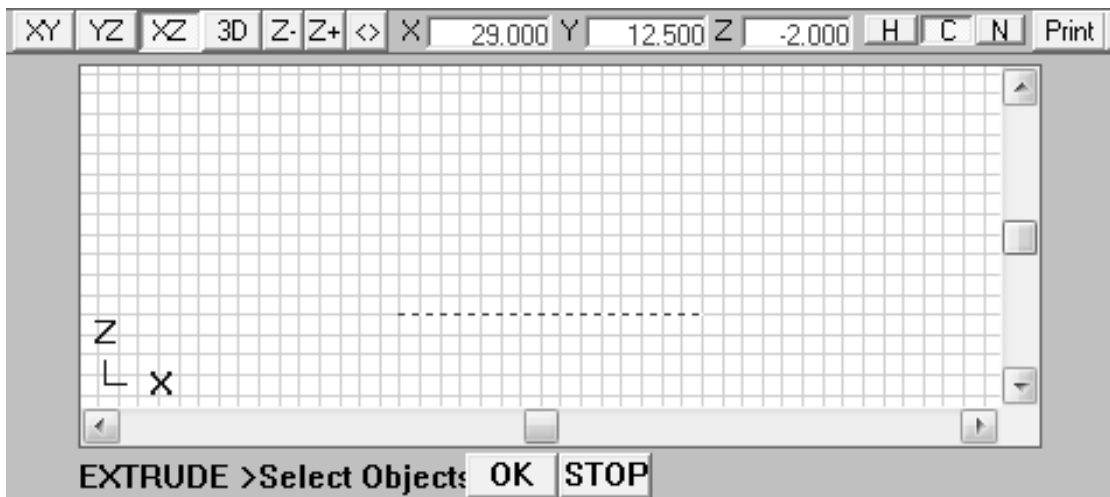 XY YZ XZ 3D Z- Z+ <> X 29.000 Y 12.500 Z -2.000 H C N Print
Z
X
EXTRUDE >Select Objects OK STOP